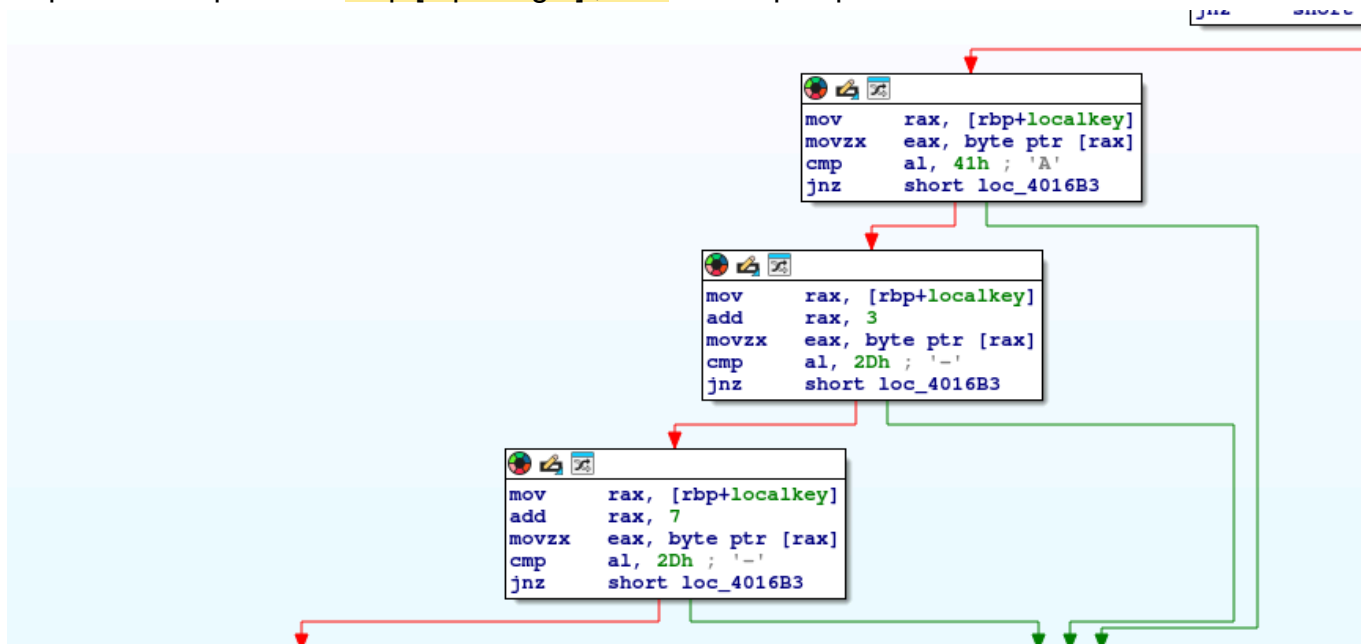 jnz short
mov rax, [rbp+localkey]
movzx eax, byte ptr [rax]
cmp al, 41h ; 'A'
jnz short loc_4016B3
mov rax, [rbp+localkey]
add rax, 3
movzx eax, byte ptr [rax]
cmp al, 2Dh ; '-'
jnz short loc_4016B3
mov rax, [rbp+localkey]
add rax, 7
movzx eax, byte ptr [rax]
cmp al, 2Dh ; '-'
jnz short loc_4016B3